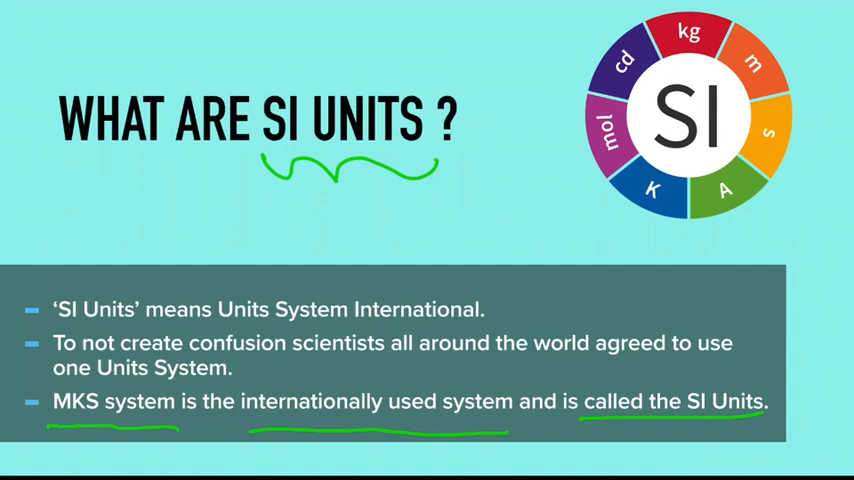 WHAT ARE SI UNITS ?
kg
m
s
A
K
mol
cd
SI
‘SI Units’ means Units System International.
To not create confusion scientists all around the world agreed to use
one Units System.
MKS system is the internationally used system and is called the SI Units.